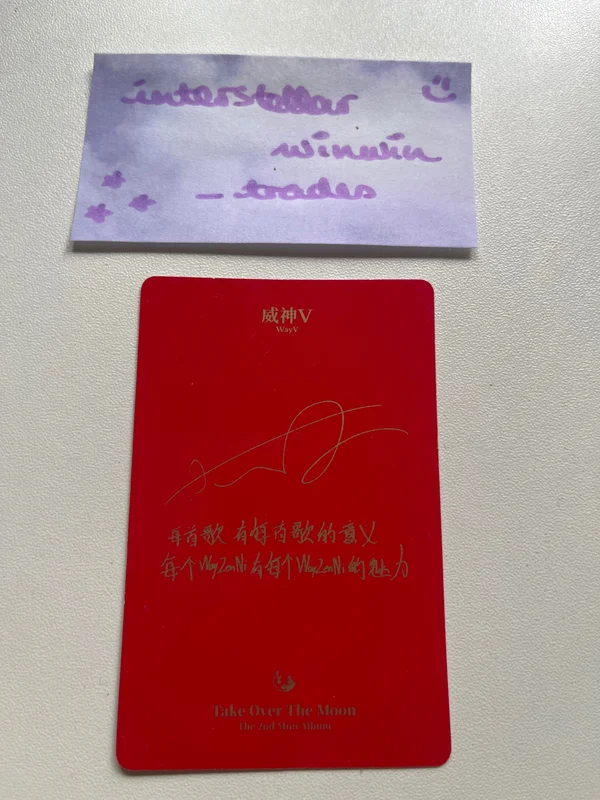 interstellar
winwin
_ trades
威神V
WayV
每首歌 有每首歌的意义
每个WayZenNi有每个WayZenNi的魅力
Take Over The Moon
The 2nd Mini Album